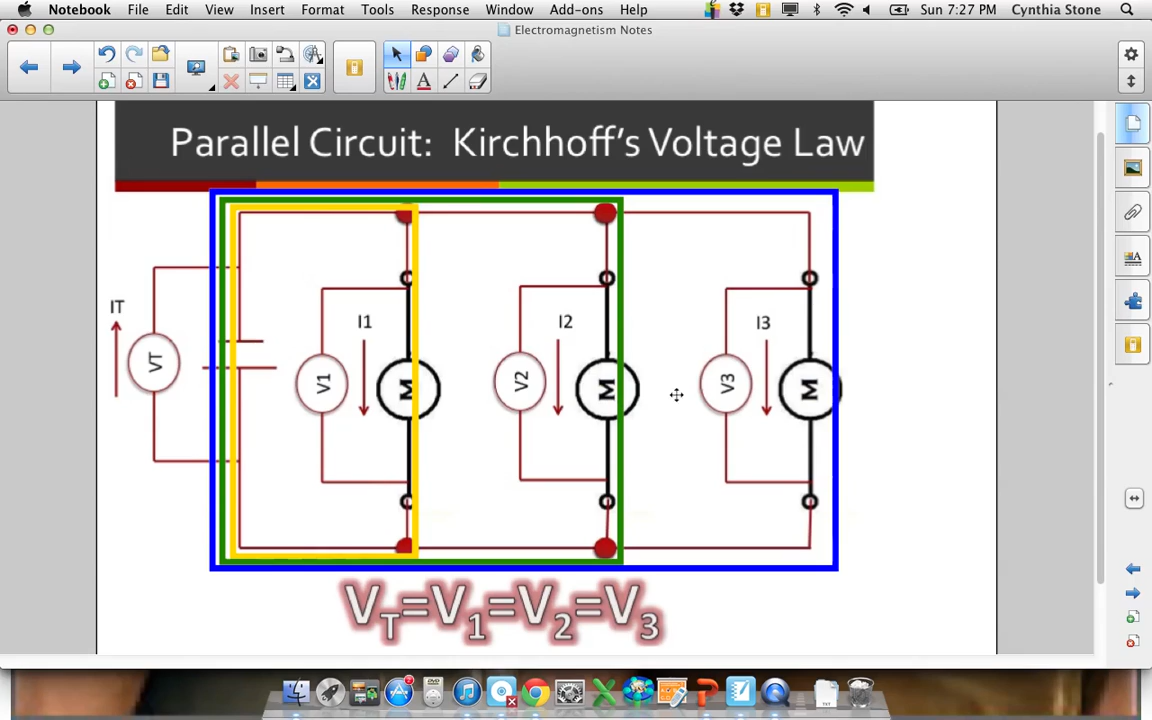 Notebook File Edit View Insert Format Tools Response Window Add-ons Help Sun 7:27 PM Cynthia Stone
Electromagnetism Notes
Parallel Circuit: Kirchhoff's Voltage Law
IT
VT
I1
V1
M
I2
V2
M
I3
V3
M
VT=V1=V2=V3